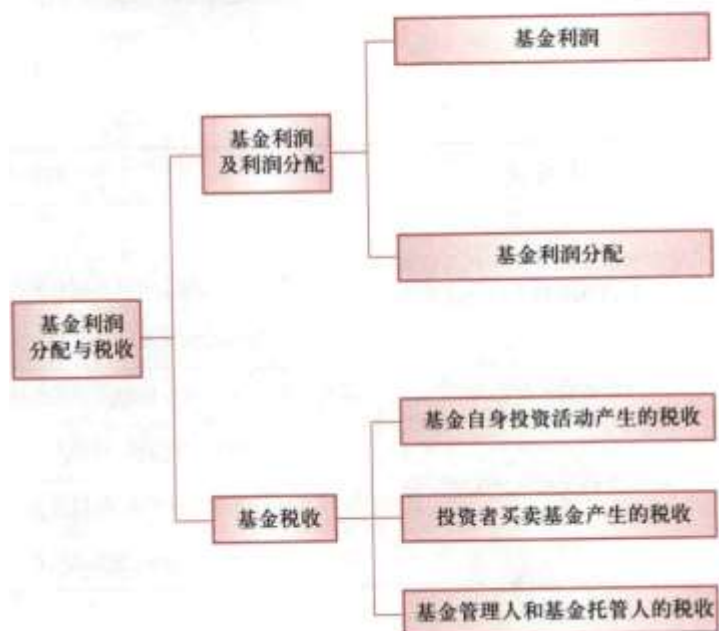 基金利润
基金利润
及利润分配
基金利润分配
基金利润
分配与税收
基金自身投资活动产生的税收
基金税收
投资者买卖基金产生的税收
基金管理人和基金托管人的税收